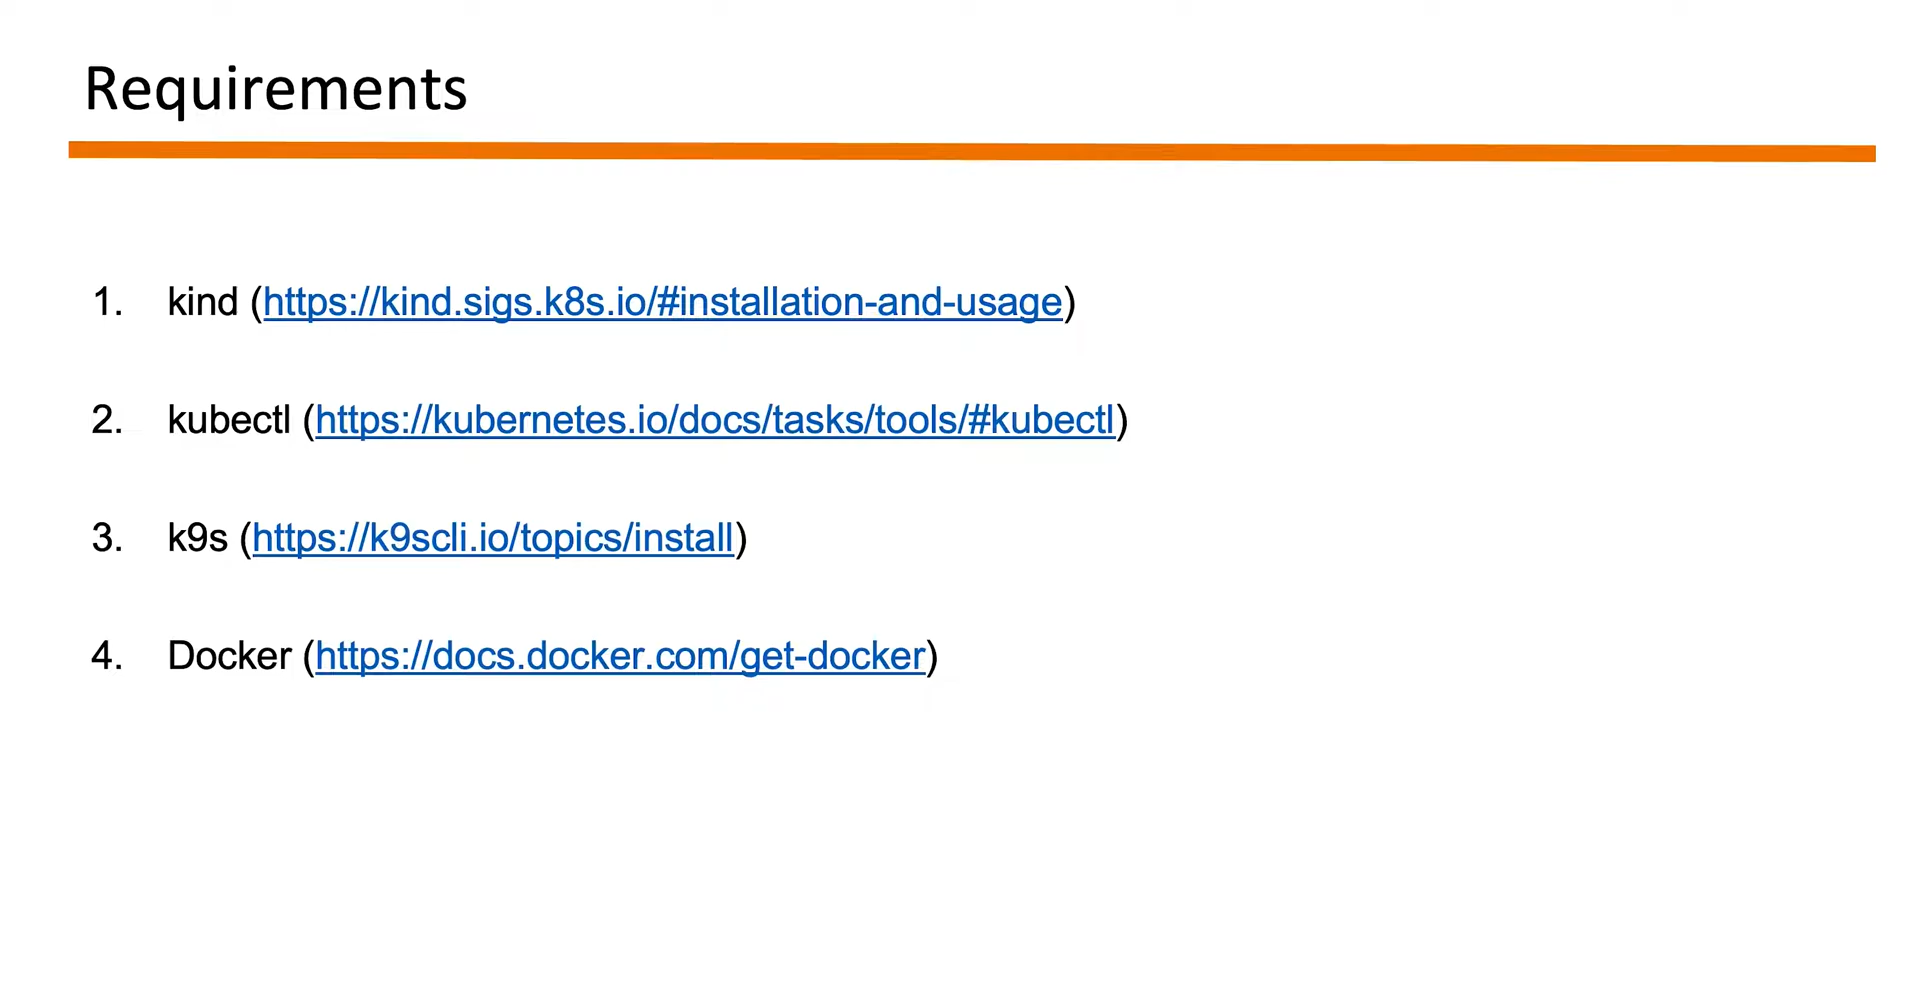 Requirements
1. kind (https://kind.sigs.k8s.io/#installation-and-usage)
2. kubectl (https://kubernetes.io/docs/tasks/tools/#kubectl)
3. k9s (https://k9scli.io/topics/install)
4. Docker (https://docs.docker.com/get-docker)